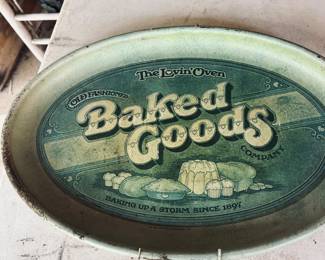 The Lovin' Oven
OLD FASHIONED
Baked
Goods
COMPANY
BAKING UP A STORM SINCE 1897